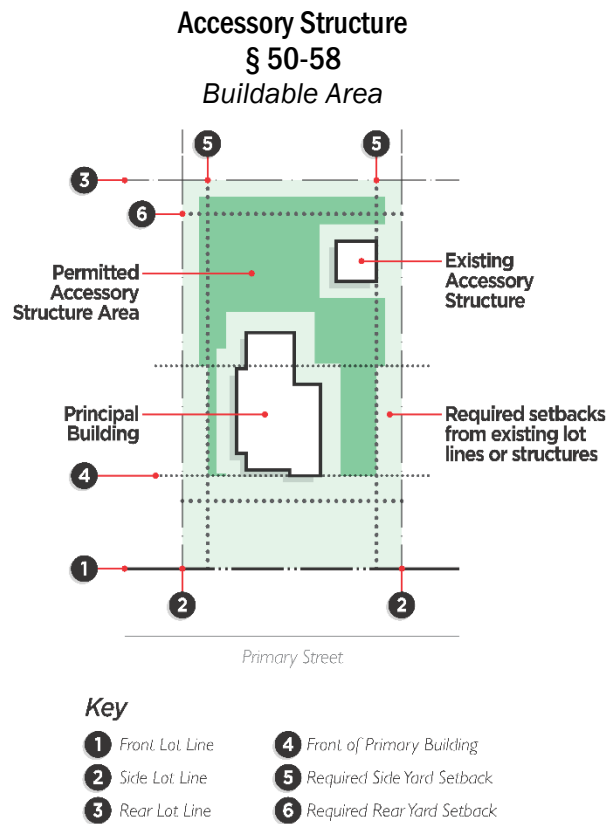 Accessory Structure
§ 50-58
Buildable Area
5 5
3
6
Permitted
Accessory
Structure Area
Existing
Accessory
Structure
Principal
Building
Required setbacks
from existing lot
lines or structures
4
1
2 2
Primary Street
Key
1 Front Lot Line
2 Side Lot Line
3 Rear Lot Line
4 Front of Primary Building
5 Required Side Yard Setback
6 Required Rear Yard Setback